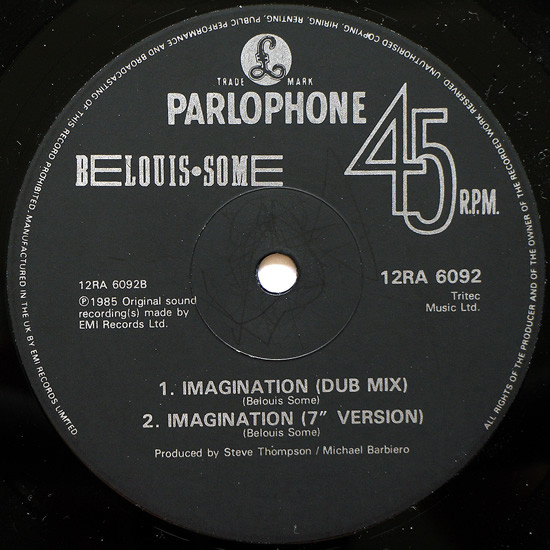 UNAUTHORISED COPYING, HIRING, RENTING, PUBLIC PERFORMANCE AND BROADCASTING OF THIS RECORD PROHIBITED. MANUFACTURED IN THE UK BY EMI RECORDS LIMITED
ALL RIGHTS OF THE PRODUCER AND OF THE OWNER OF THE RECORDED WORK RESERVED.
£
TRADE MARK
PARLOPHONE
45
R.P.M.
BELOUIS•SOME
12RA 6092B
℗1985 Original sound
recording(s) made by
EMI Records Ltd.
12RA 6092
Tritec
Music Ltd.
1. IMAGINATION (DUB MIX)
(Belouis Some)
2. IMAGINATION (7" VERSION)
(Belouis Some)
Produced by Steve Thompson / Michael Barbiero